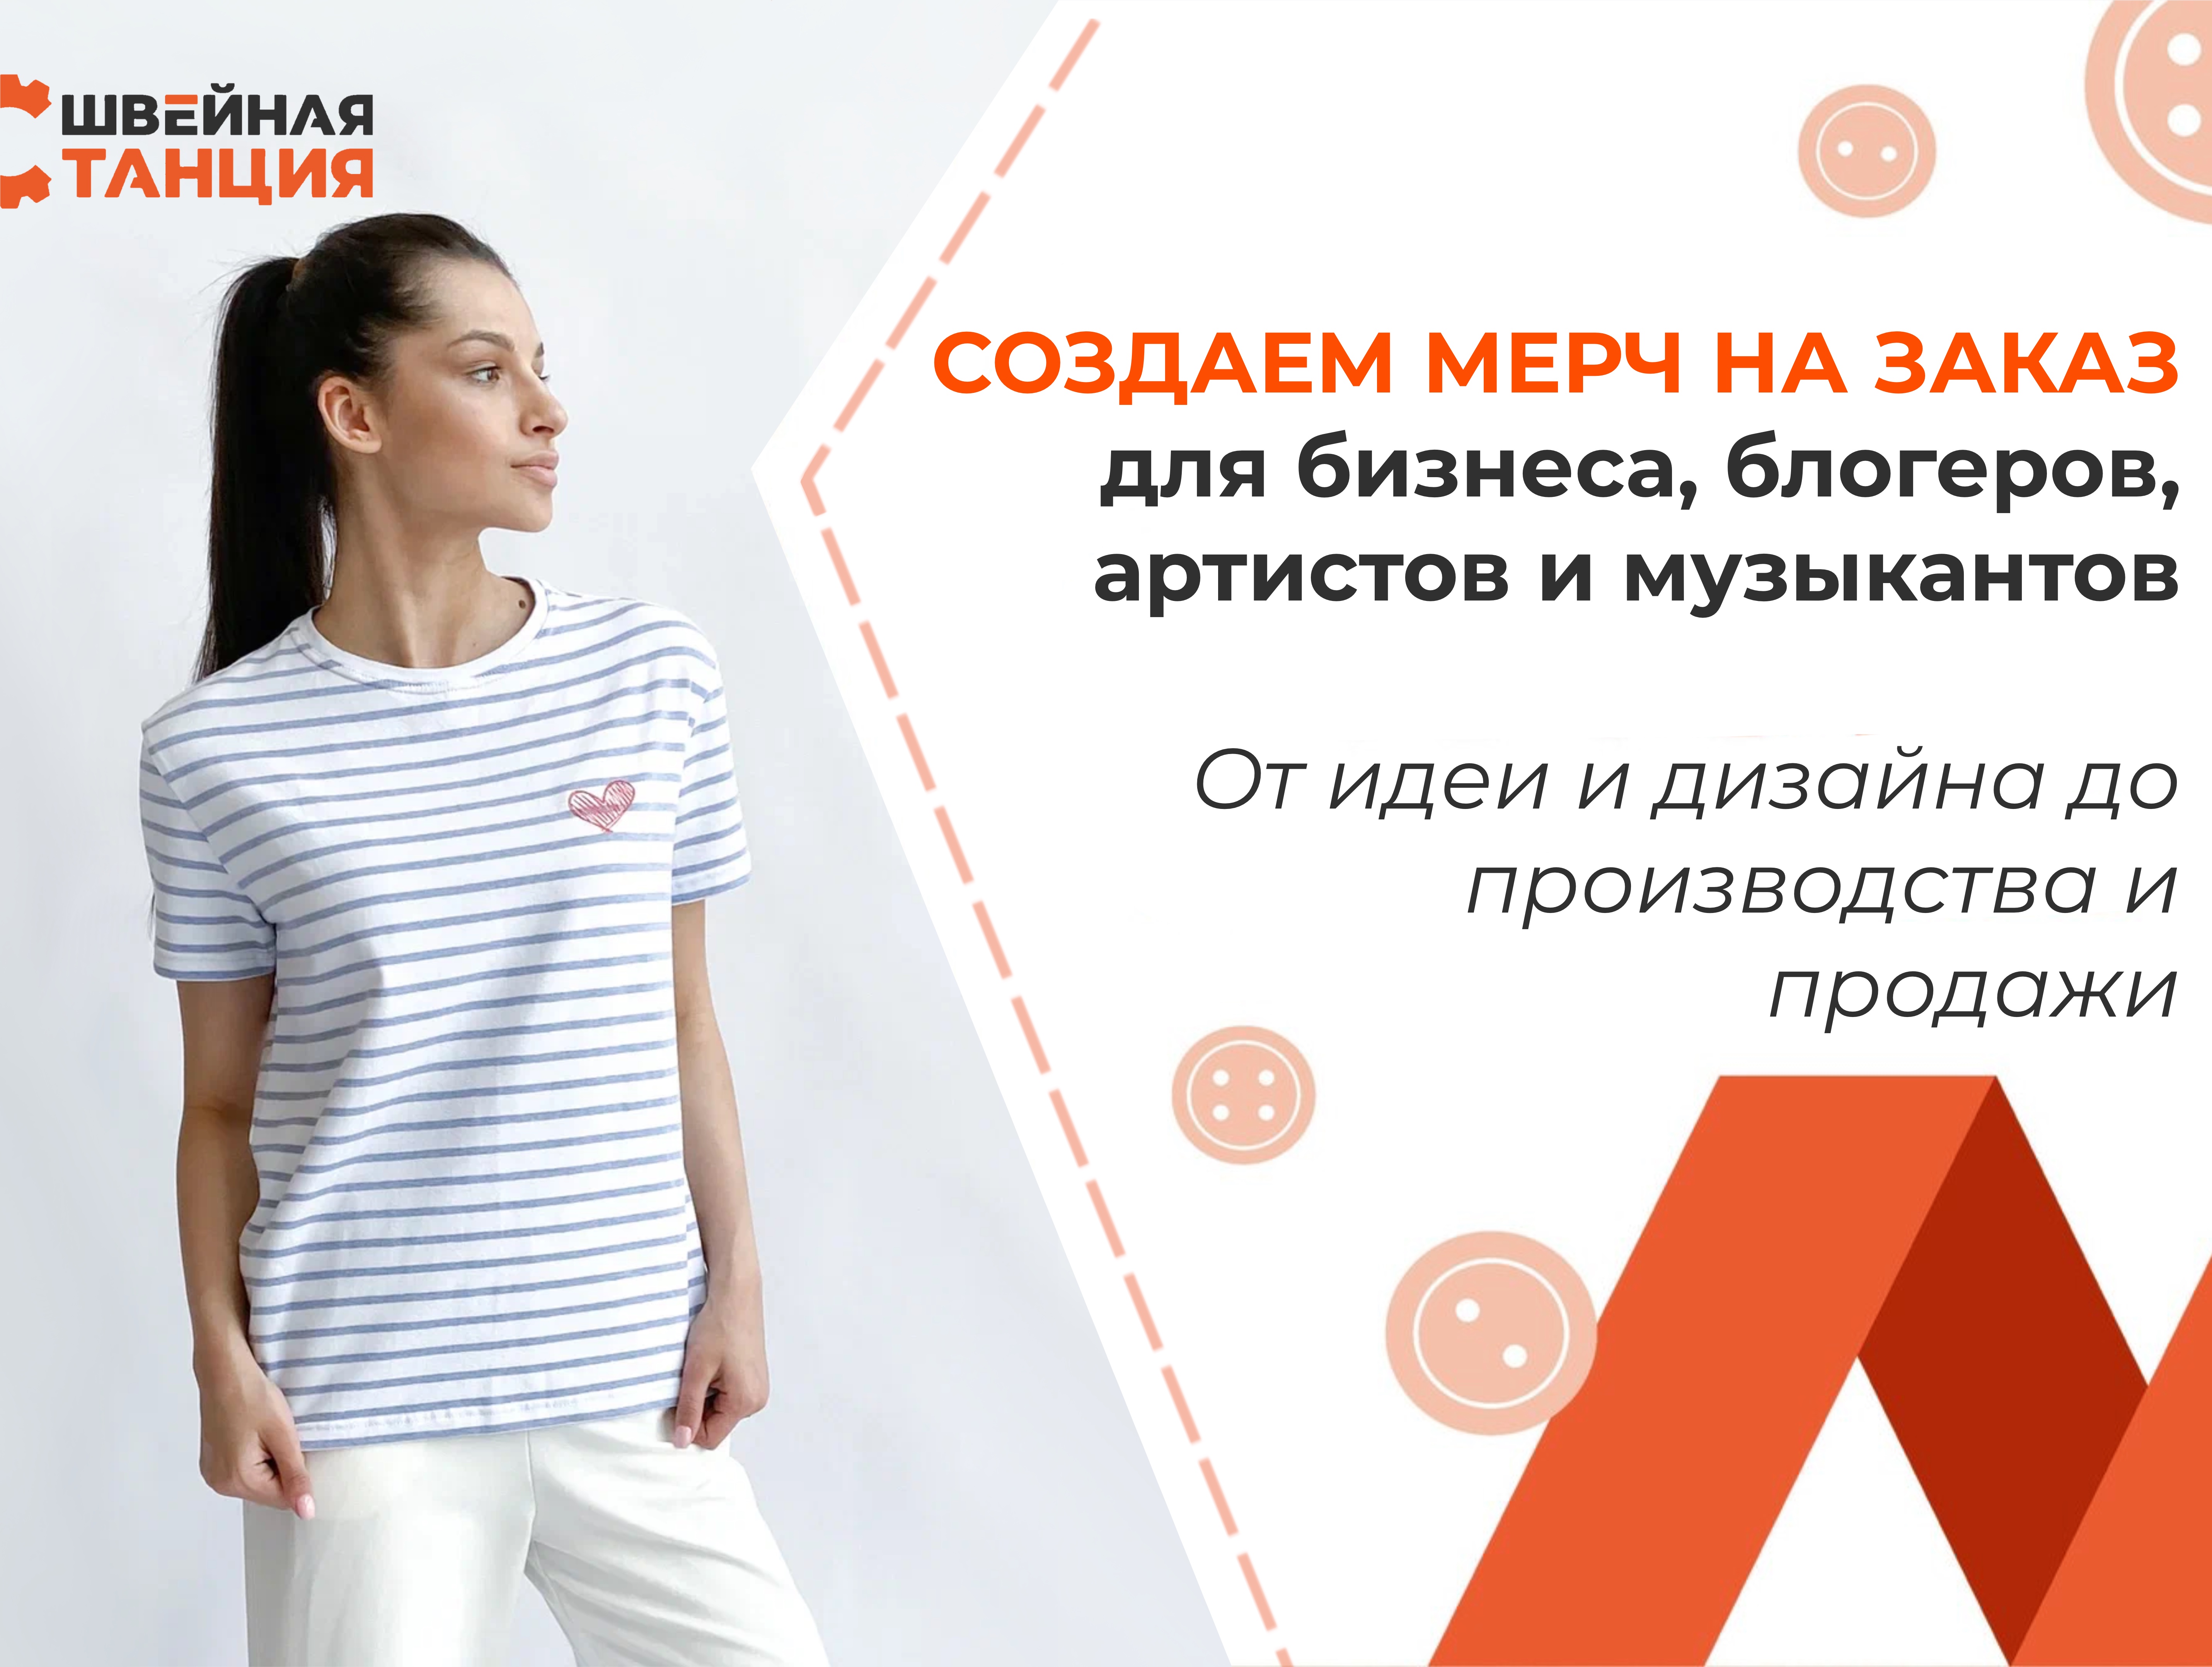 ШВЕЙНАЯ
СТАНЦИЯ
СОЗДАЕМ МЕРЧ НА ЗАКАЗ
для бизнеса, блогеров,
артистов и музыкантов
От идеи и дизайна до
производства и
продажи